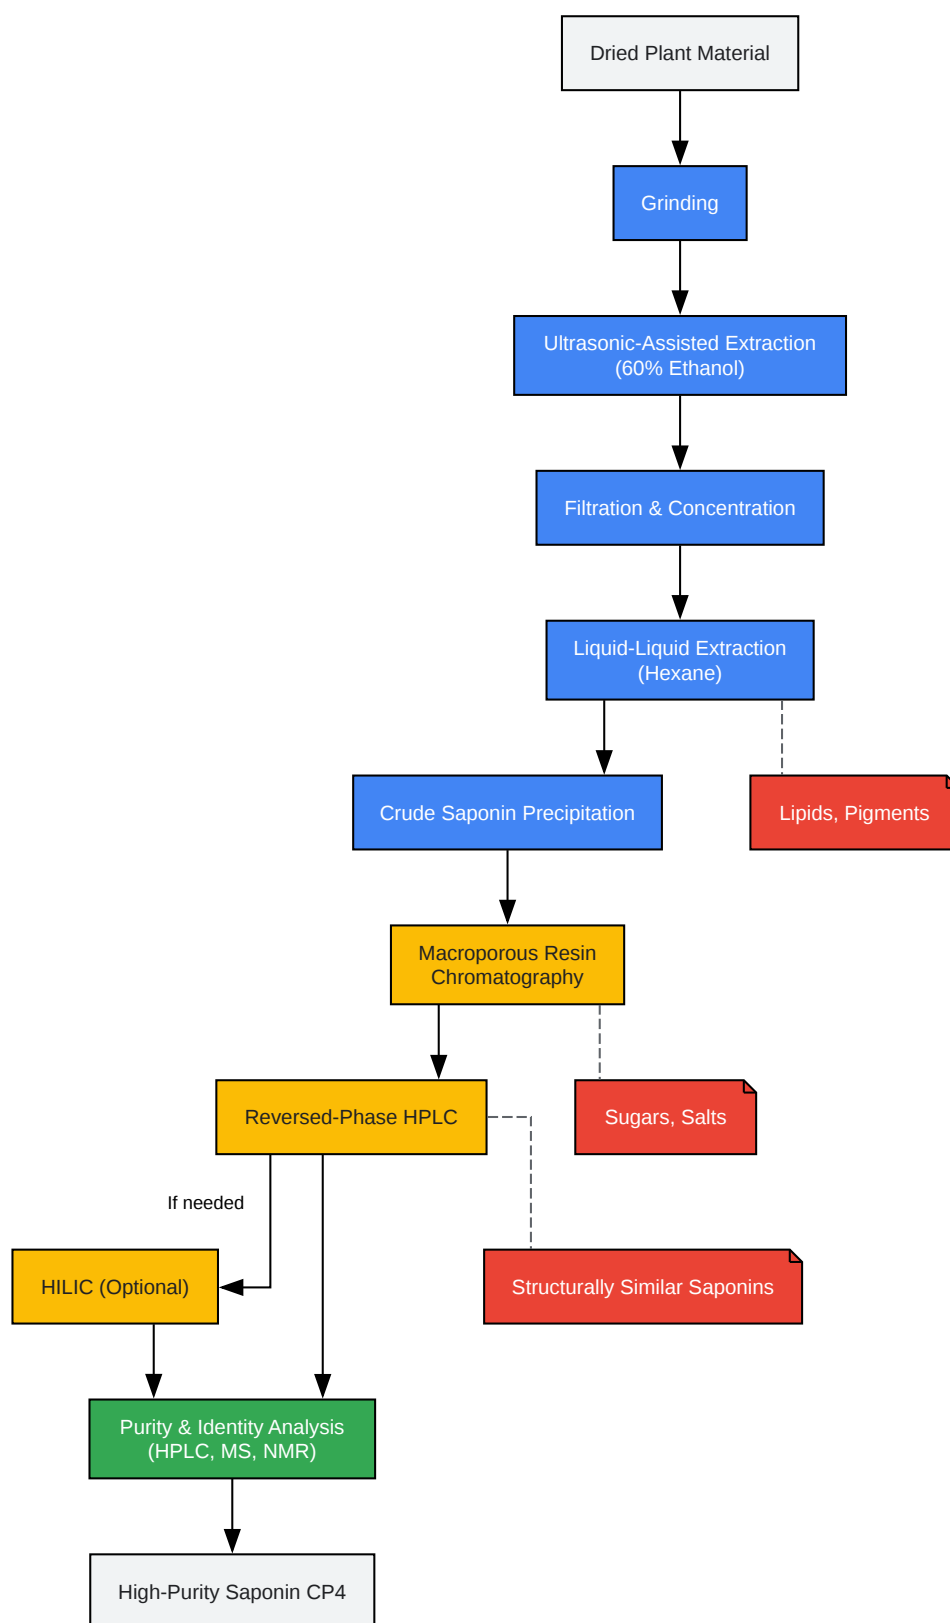 Dried Plant Material
Grinding
Ultrasonic-Assisted Extraction
(60% Ethanol)
Filtration & Concentration
Liquid-Liquid Extraction
(Hexane)
Crude Saponin Precipitation
Lipids, Pigments
Macroporous Resin
Chromatography
Reversed-Phase HPLC
Sugars, Salts
If needed
HILIC (Optional)
Structurally Similar Saponins
Purity & Identity Analysis
(HPLC, MS, NMR)
High-Purity Saponin CP4